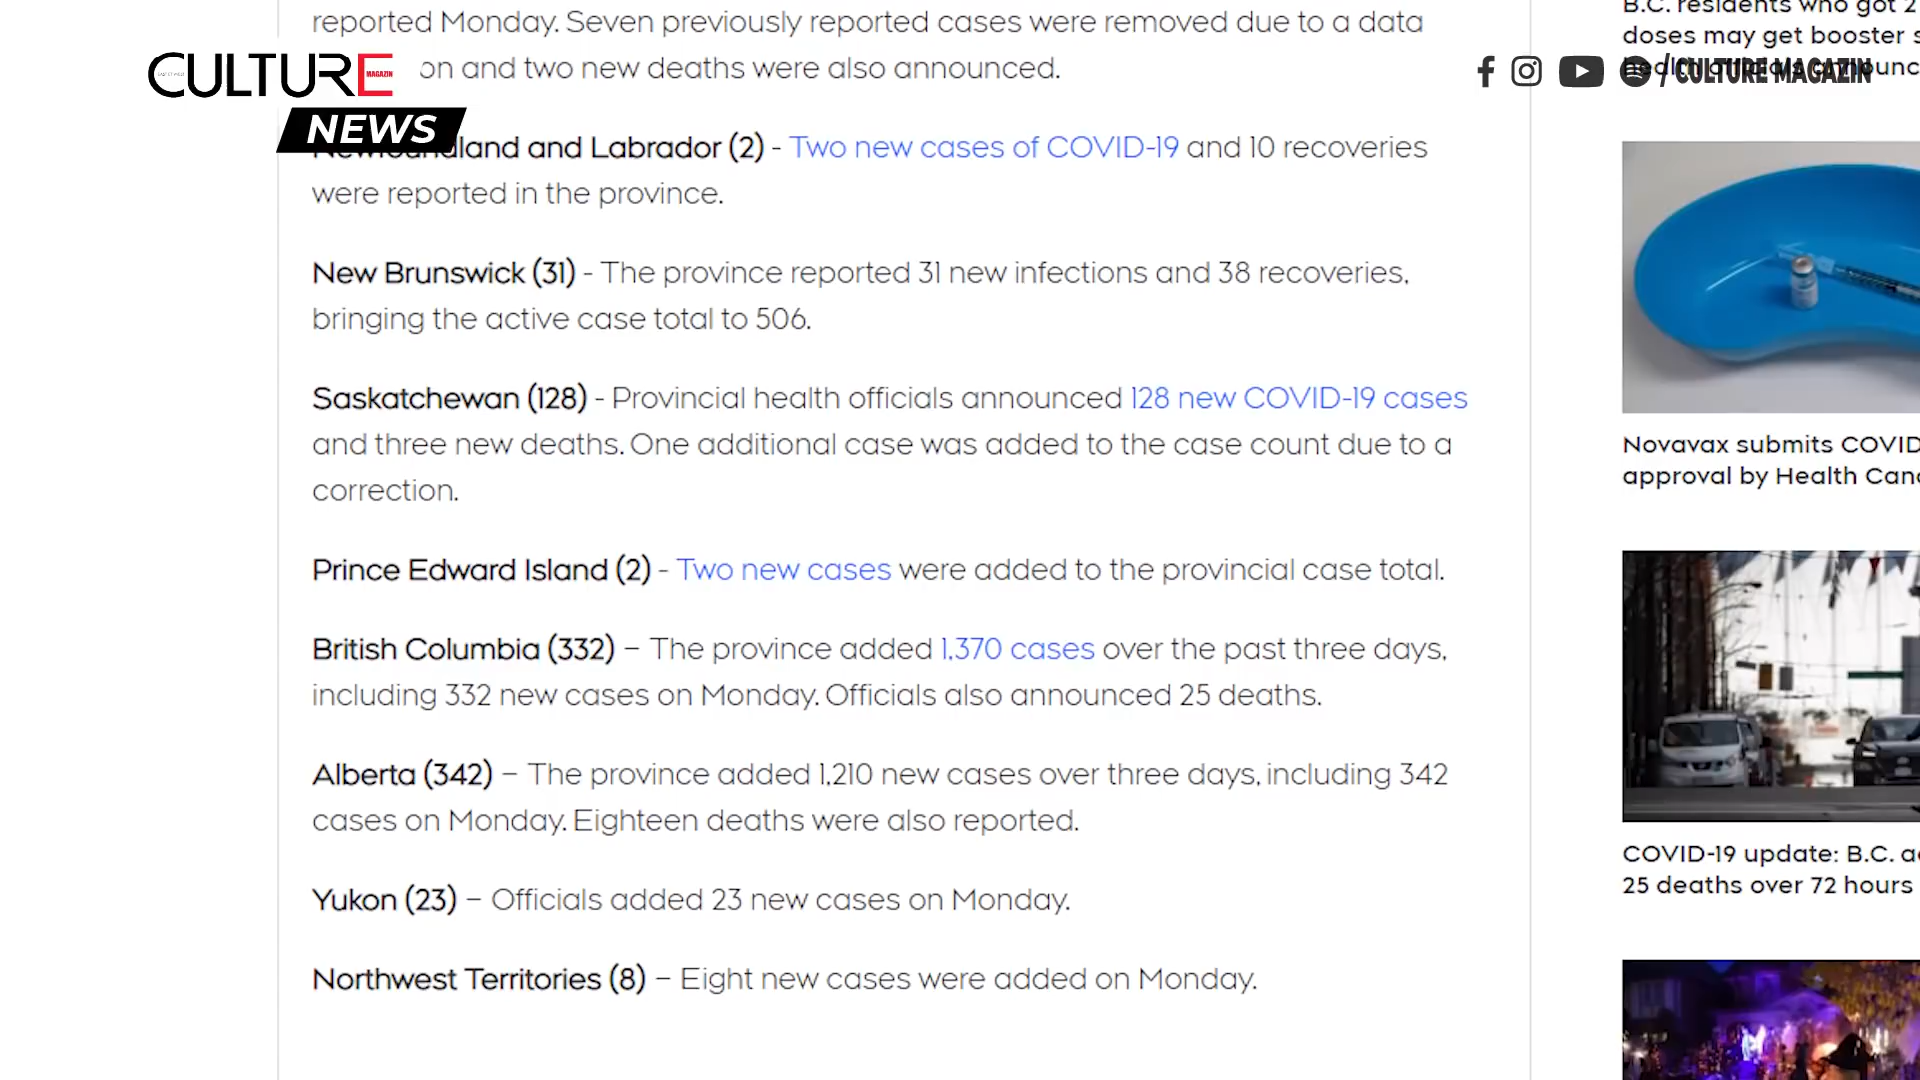 reported Monday. Seven previously reported cases were removed due to a data
on and two new deaths were also announced.
CULTURE
MAGAZIN
NEWS
/CULTURE MAGAZIN
land and Labrador (2) - Two new cases of COVID-19 and 10 recoveries
were reported in the province.
New Brunswick (31) - The province reported 31 new infections and 38 recoveries,
bringing the active case total to 506.
Saskatchewan (128) - Provincial health officials announced 128 new COVID-19 cases
and three new deaths. One additional case was added to the case count due to a
correction.
Prince Edward Island (2) - Two new cases were added to the provincial case total.
British Columbia (332) – The province added 1,370 cases over the past three days,
including 332 new cases on Monday. Officials also announced 25 deaths.
Alberta (342) – The province added 1,210 new cases over three days, including 342
cases on Monday. Eighteen deaths were also reported.
Yukon (23) – Officials added 23 new cases on Monday.
Northwest Territories (8) – Eight new cases were added on Monday.
B.C. residents who got 2
doses may get booster s
Novavax submits COVID
approval by Health Can
COVID-19 update: B.C. a
25 deaths over 72 hours